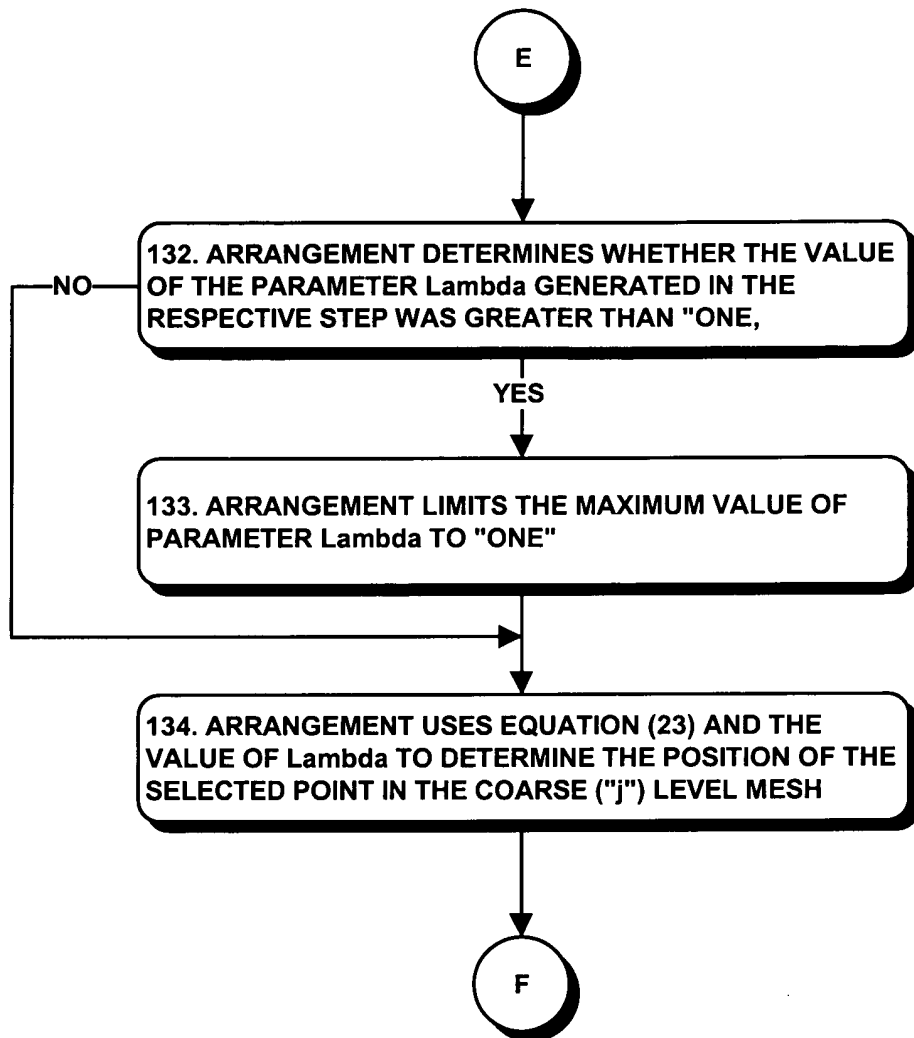 E
132. ARRANGEMENT DETERMINES WHETHER THE VALUE
OF THE PARAMETER Lambda GENERATED IN THE
RESPECTIVE STEP WAS GREATER THAN "ONE,
NO
YES
133. ARRANGEMENT LIMITS THE MAXIMUM VALUE OF
PARAMETER Lambda TO "ONE"
134. ARRANGEMENT USES EQUATION (23) AND THE
VALUE OF Lambda TO DETERMINE THE POSITION OF THE
SELECTED POINT IN THE COARSE ("j") LEVEL MESH
F